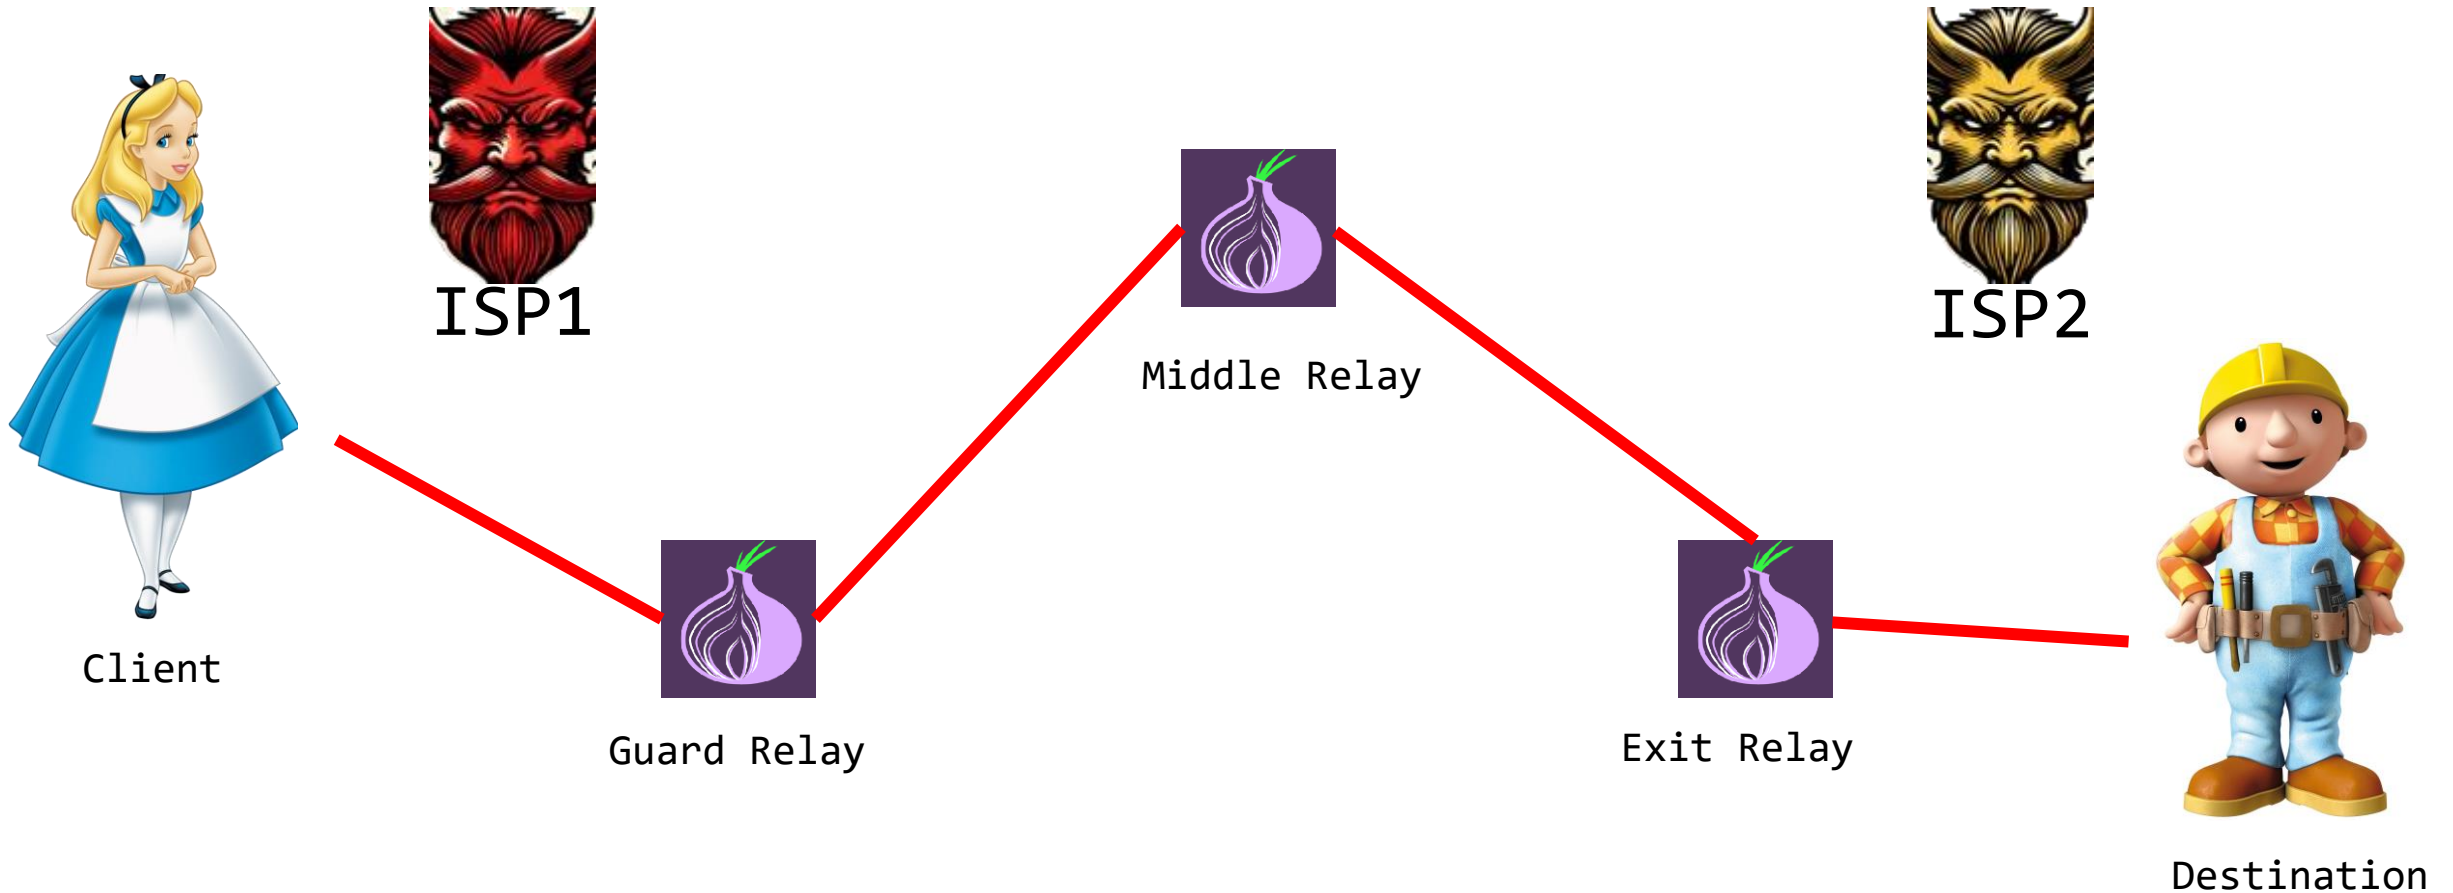 ISP1
ISP2
Middle Relay
Client
Guard Relay
Exit Relay
Destination